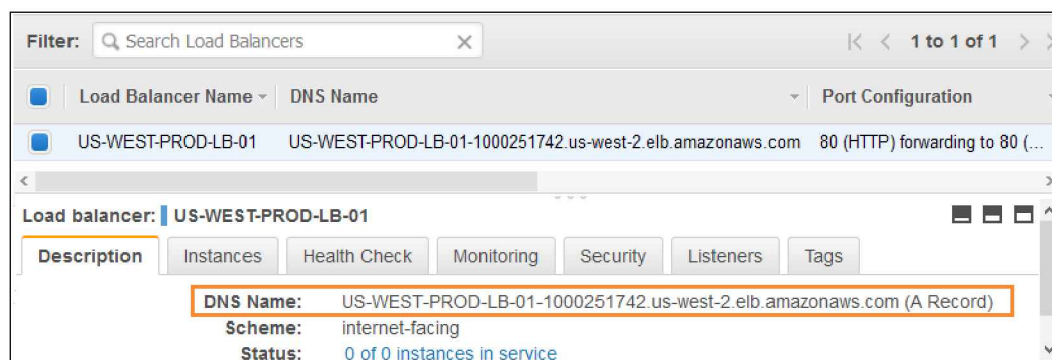 Filter: Search Load Balancers 1 to 1 of 1
Load Balancer Name DNS Name Port Configuration
US-WEST-PROD-LB-01 US-WEST-PROD-LB-01-1000251742.us-west-2.elb.amazonaws.com 80 (HTTP) forwarding to 80 (...
Load balancer: US-WEST-PROD-LB-01
Description Instances Health Check Monitoring Security Listeners Tags
DNS Name: US-WEST-PROD-LB-01-1000251742.us-west-2.elb.amazonaws.com (A Record)
Scheme: internet-facing
Status: 0 of 0 instances in service